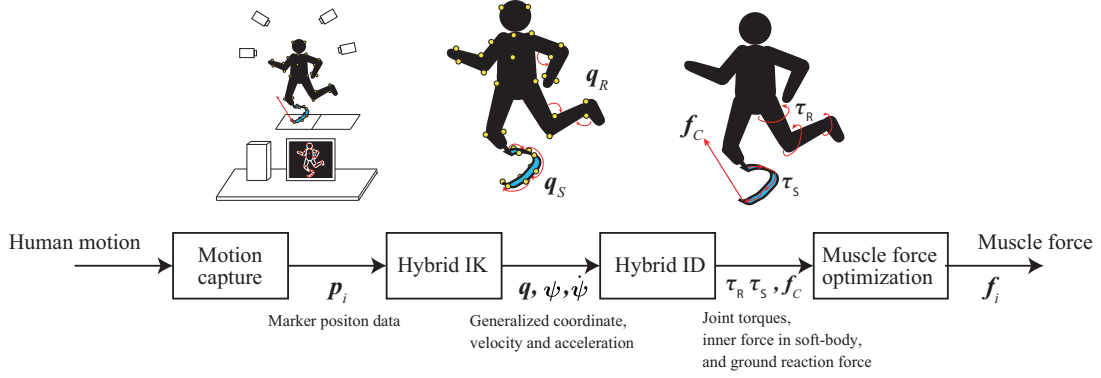 q_R
q_S
f_C
τ_R
τ_S
Human motion
Motion
capture
p_i
Marker positon data
Hybrid IK
q, ψ, ψ̇
Generalized coordinate,
velocity and acceleration
Hybrid ID
τ_R τ_S , f_C
Joint torques,
inner force in soft-body,
and ground reaction force
Muscle force
optimization
Muscle force
f_i